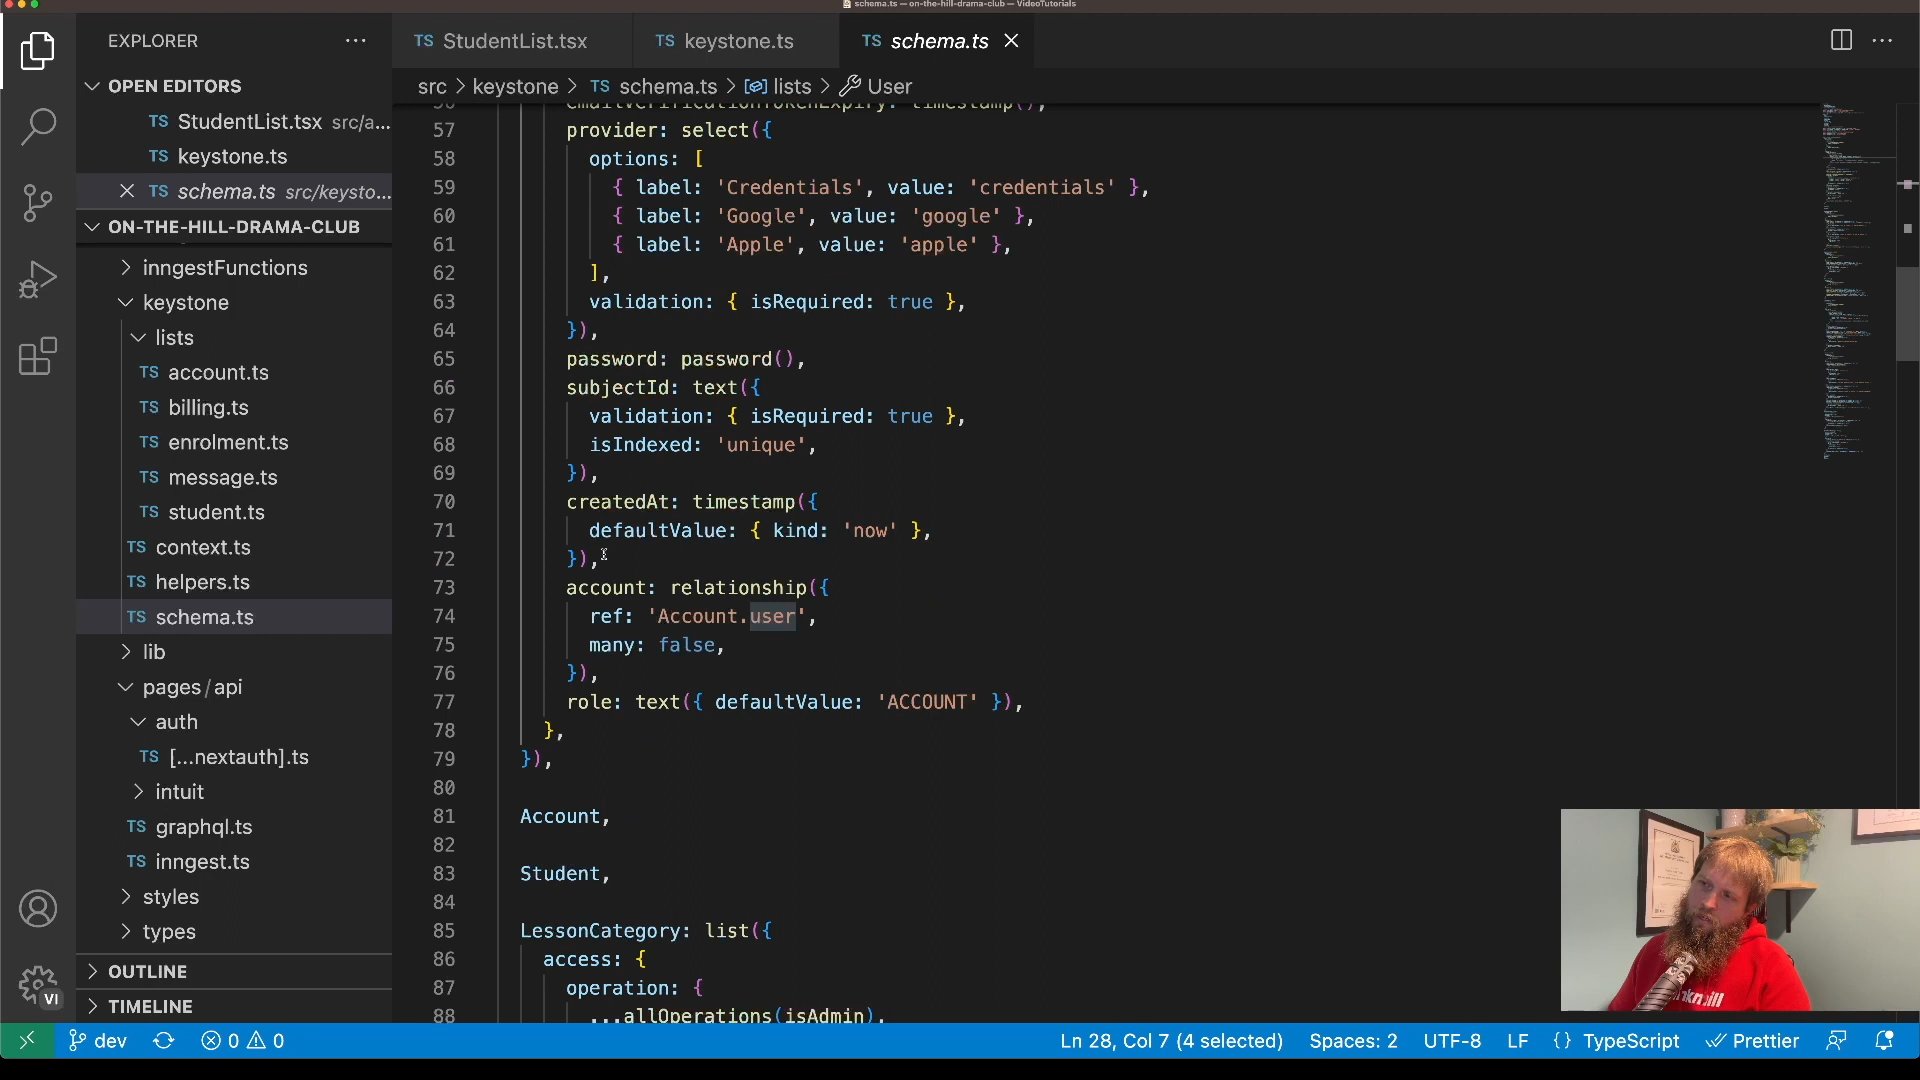 schema.ts — on-the-hill-drama-club — VideoTutorials
EXPLORER
StudentList.tsx
keystone.ts
schema.ts
OPEN EDITORS
src > keystone > TS schema.ts > lists > User
TS StudentList.tsx src/a...
TS keystone.ts
TS schema.ts src/keysto...
ON-THE-HILL-DRAMA-CLUB
inngestFunctions
keystone
lists
TS account.ts
TS billing.ts
TS enrolment.ts
TS message.ts
TS student.ts
TS context.ts
TS helpers.ts
TS schema.ts
lib
pages/api
auth
TS [...nextauth].ts
intuit
TS graphql.ts
TS inngest.ts
styles
types
OUTLINE
TIMELINE
56 emailVerificationTokenExpiry: timestamp(),
57 provider: select({
58 options: [
59 { label: 'Credentials', value: 'credentials' },
60 { label: 'Google', value: 'google' },
61 { label: 'Apple', value: 'apple' },
62 ],
63 validation: { isRequired: true },
64 }),
65 password: password(),
66 subjectId: text({
67 validation: { isRequired: true },
68 isIndexed: 'unique',
69 }),
70 createdAt: timestamp({
71 defaultValue: { kind: 'now' },
72 }),
73 account: relationship({
74 ref: 'Account.user',
75 many: false,
76 }),
77 role: text({ defaultValue: 'ACCOUNT' }),
78 },
79 }),
80
81 Account,
82
83 Student,
84
85 LessonCategory: list({
86 access: {
87 operation: {
88 ...allOperations(isAdmin),
VI
dev
0 0
Ln 28, Col 7 (4 selected)
Spaces: 2
UTF-8
LF
{} TypeScript
Prettier